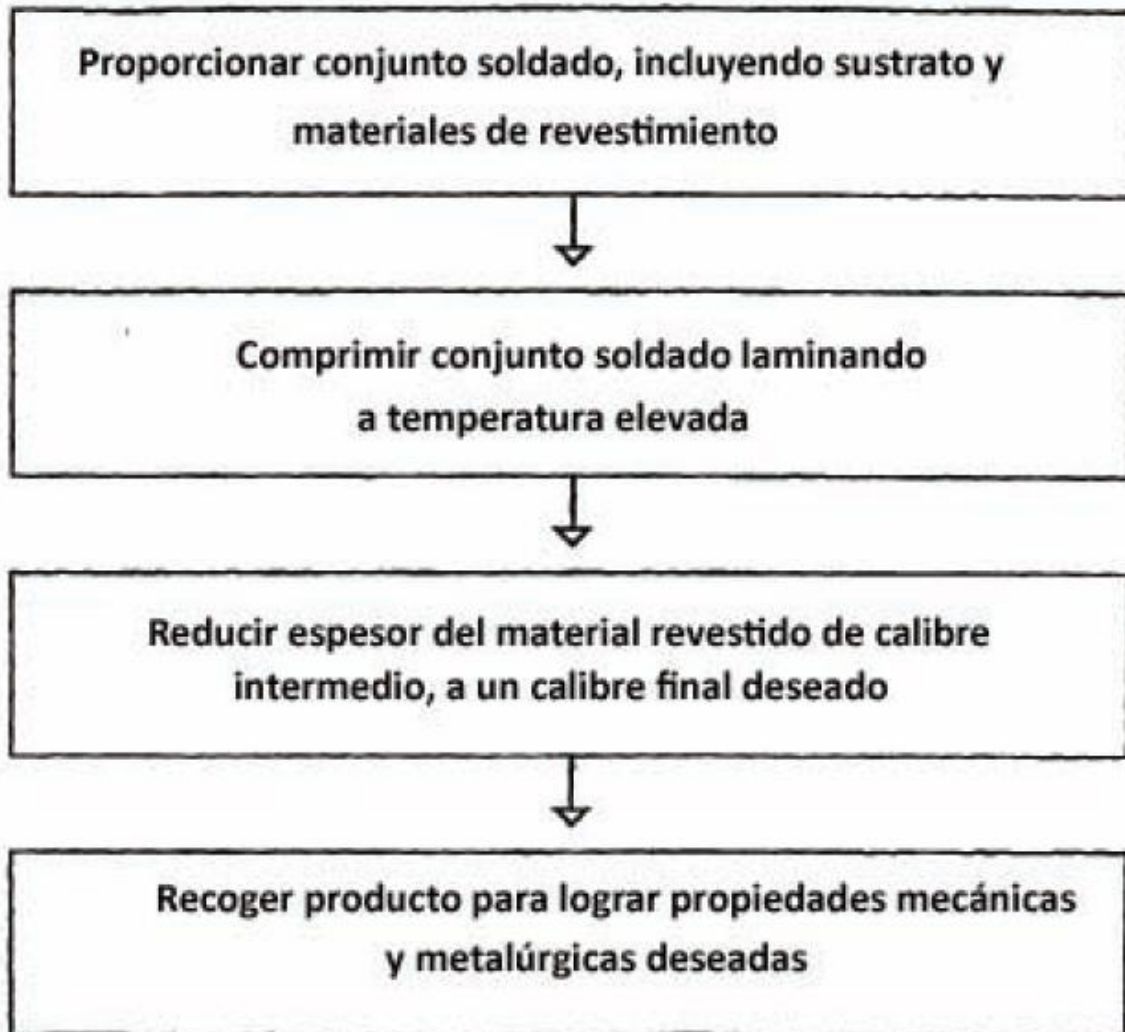 Proporcionar conjunto soldado, incluyendo sustrato y
materiales de revestimiento
Comprimir conjunto soldado laminando
a temperatura elevada
Reducir espesor del material revestido de calibre
intermedio, a un calibre final deseado
Recoger producto para lograr propiedades mecánicas
y metalúrgicas deseadas